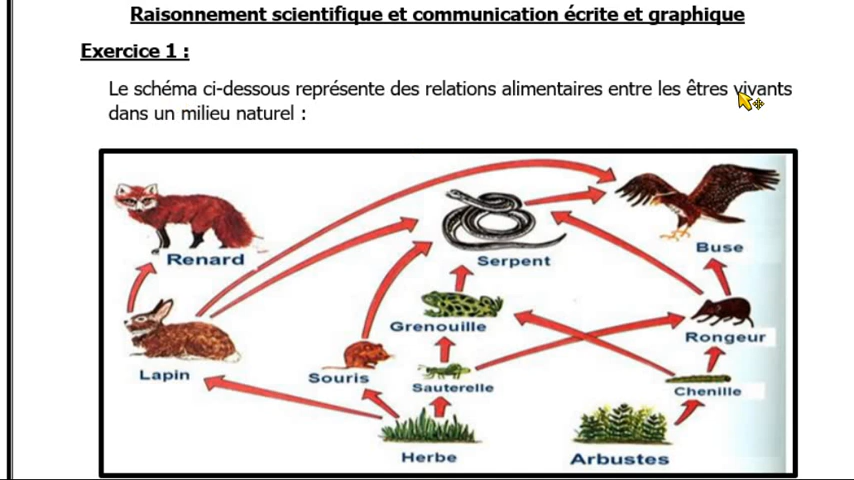 Raisonnement scientifique et communication écrite et graphique
Exercice 1 :
Le schéma ci-dessous représente des relations alimentaires entre les êtres vivants
dans un milieu naturel :
Renard
Serpent
Buse
Grenouille
Rongeur
Lapin
Souris
Sauterelle
Chenille
Herbe
Arbustes